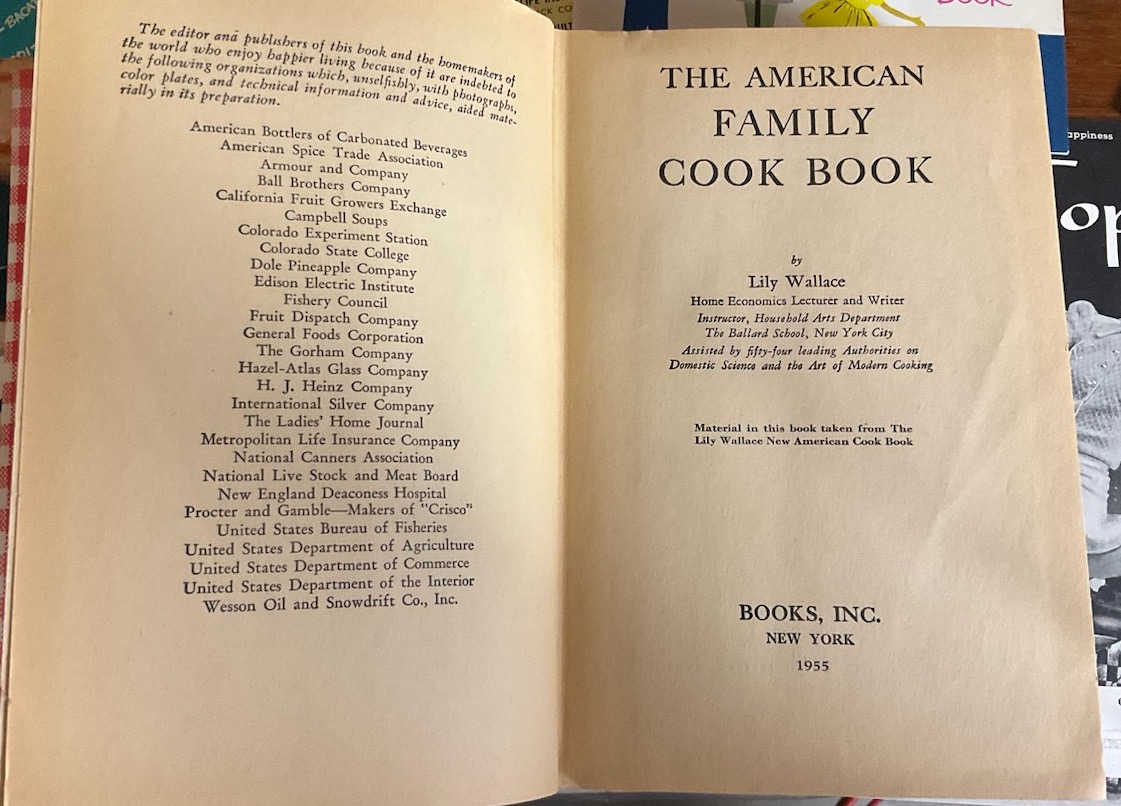 The editor and publishers of this book and the homemakers of
the world who enjoy happier living because of it are indebted to
the following organizations which, unselfishly, with photographs,
color plates, and technical information and advice, aided mate-
rially in its preparation.
American Bottlers of Carbonated Beverages
American Spice Trade Association
Armour and Company
Ball Brothers Company
California Fruit Growers Exchange
Campbell Soups
Colorado Experiment Station
Colorado State College
Dole Pineapple Company
Edison Electric Institute
Fishery Council
Fruit Dispatch Company
General Foods Corporation
The Gorham Company
Hazel-Atlas Glass Company
H. J. Heinz Company
International Silver Company
The Ladies' Home Journal
Metropolitan Life Insurance Company
National Canners Association
National Live Stock and Meat Board
New England Deaconess Hospital
Procter and Gamble—Makers of "Crisco"
United States Bureau of Fisheries
United States Department of Agriculture
United States Department of Commerce
United States Department of the Interior
Wesson Oil and Snowdrift Co., Inc.
THE AMERICAN
FAMILY
COOK BOOK
by
Lily Wallace
Home Economics Lecturer and Writer
Instructor, Household Arts Department
The Ballard School, New York City
Assisted by fifty-four leading Authorities on
Domestic Science and the Art of Modern Cooking
Material in this book taken from The
Lily Wallace New American Cook Book
BOOKS, INC.
NEW YORK
1955
BOOK
appiness
op